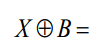 X ⊕ B =